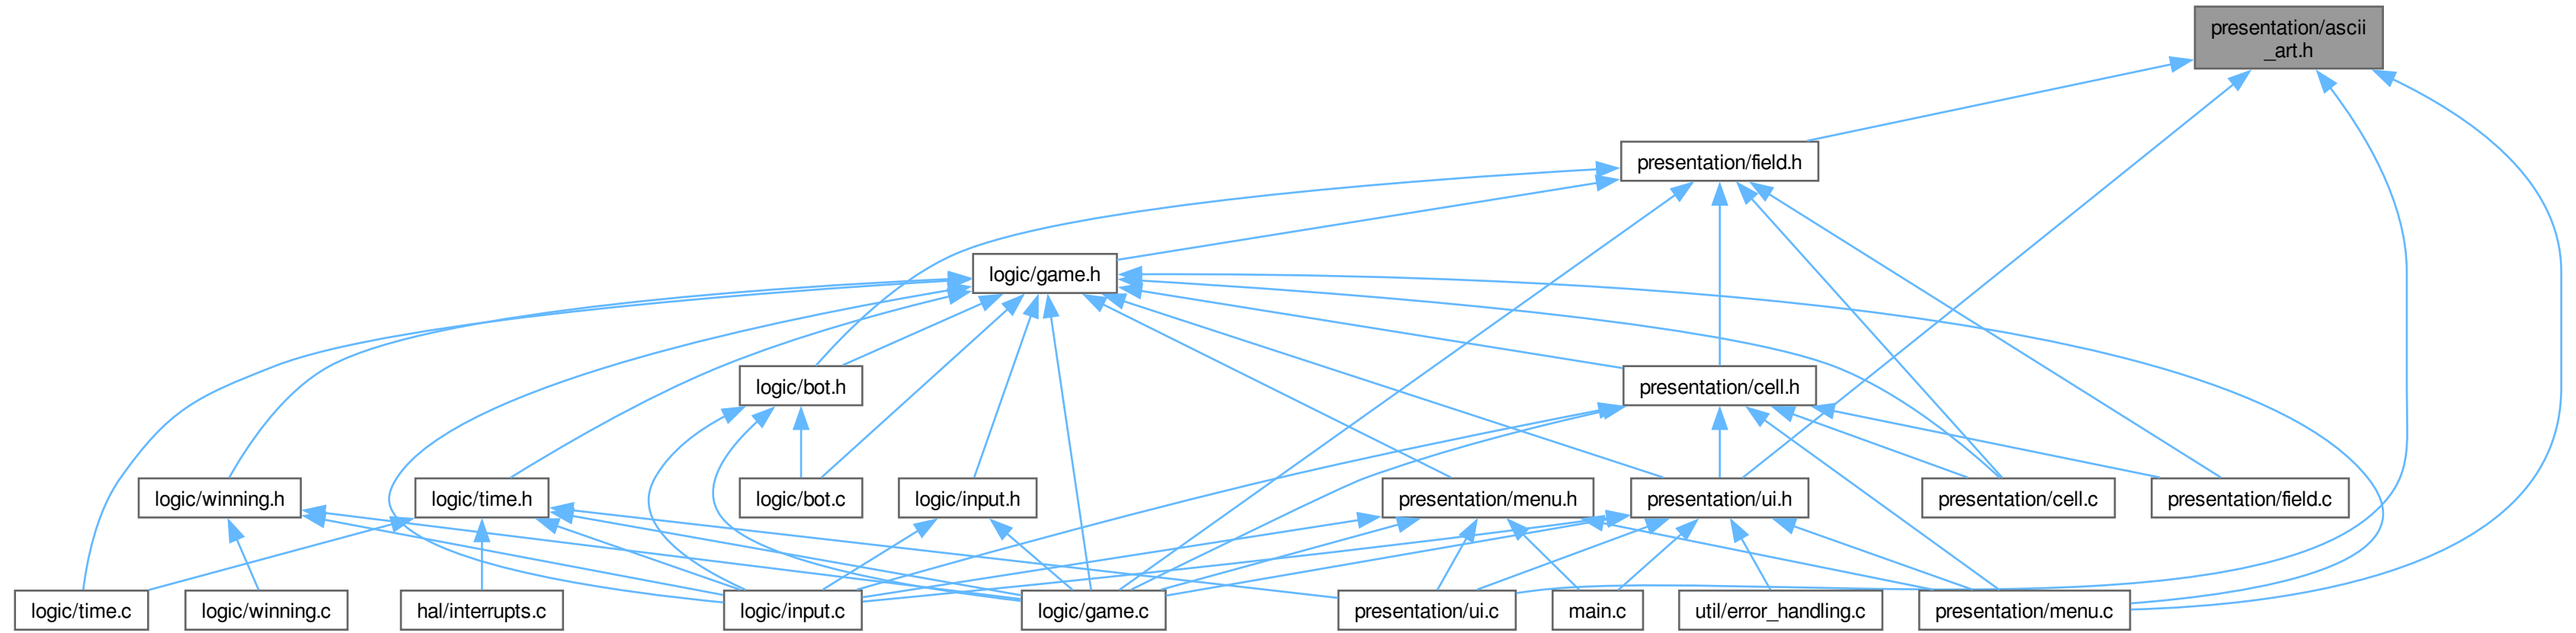 presentation/ascii
_art.h
presentation/field.h
logic/game.h
logic/bot.h
presentation/cell.h
logic/winning.h
logic/time.h
logic/bot.c
logic/input.h
presentation/menu.h
presentation/ui.h
presentation/cell.c
presentation/field.c
logic/time.c
logic/winning.c
hal/interrupts.c
logic/input.c
logic/game.c
presentation/ui.c
main.c
util/error_handling.c
presentation/menu.c